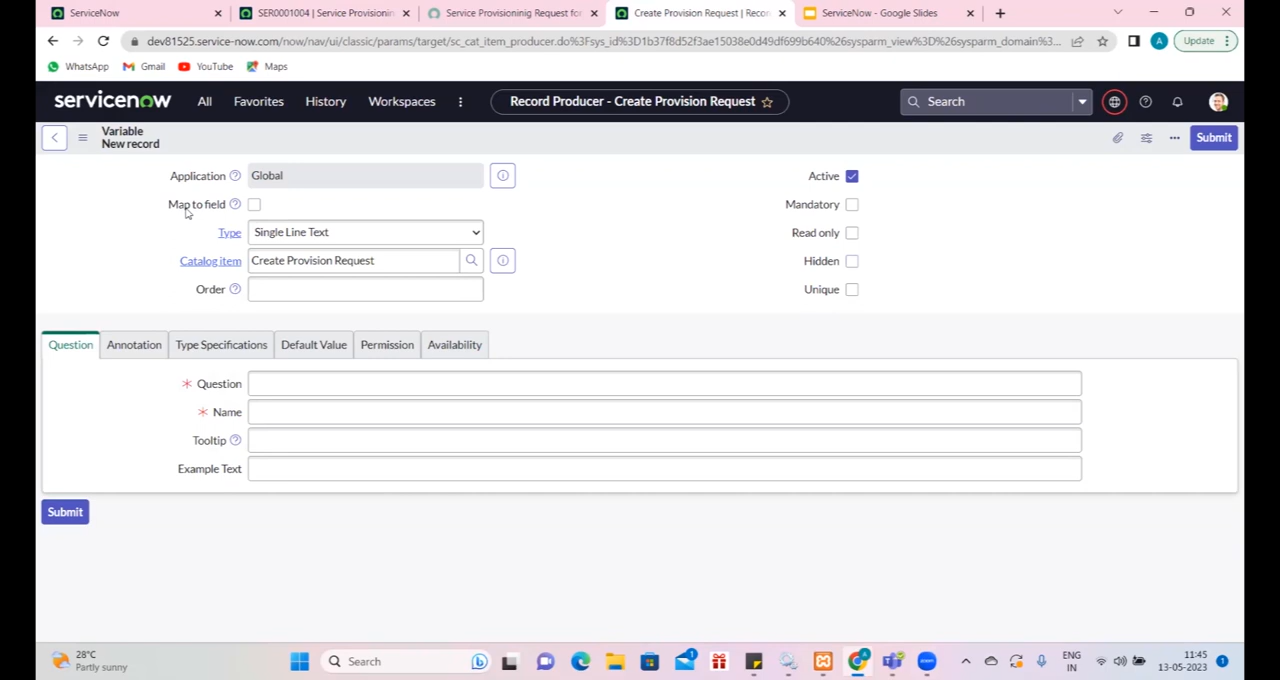 ServiceNow
SER0001004 | Service Provisionin
Service Provisioninig Request for
Create Provision Request | Recor
ServiceNow - Google Slides
dev81525.service-now.com/now/nav/ui/classic/params/target/sc_cat_item_producer.do%3Fsys_id%3D1b37f8d52f3ae15038e0d49df699b640%26sysparm_view%3D%26sysparm_domain%3...
A
Update
WhatsApp
Gmail
YouTube
Maps
servicenow
All
Favorites
History
Workspaces
Record Producer - Create Provision Request
Search
Variable
New record
Submit
Application
Global
Active
Map to field
Mandatory
Type
Single Line Text
Read only
Catalog item
Create Provision Request
Hidden
Order
Unique
Question
Annotation
Type Specifications
Default Value
Permission
Availability
* Question
* Name
Tooltip
Example Text
Submit
28°C
Partly sunny
Search
1
ENG
IN
11:45
13-05-2023
1